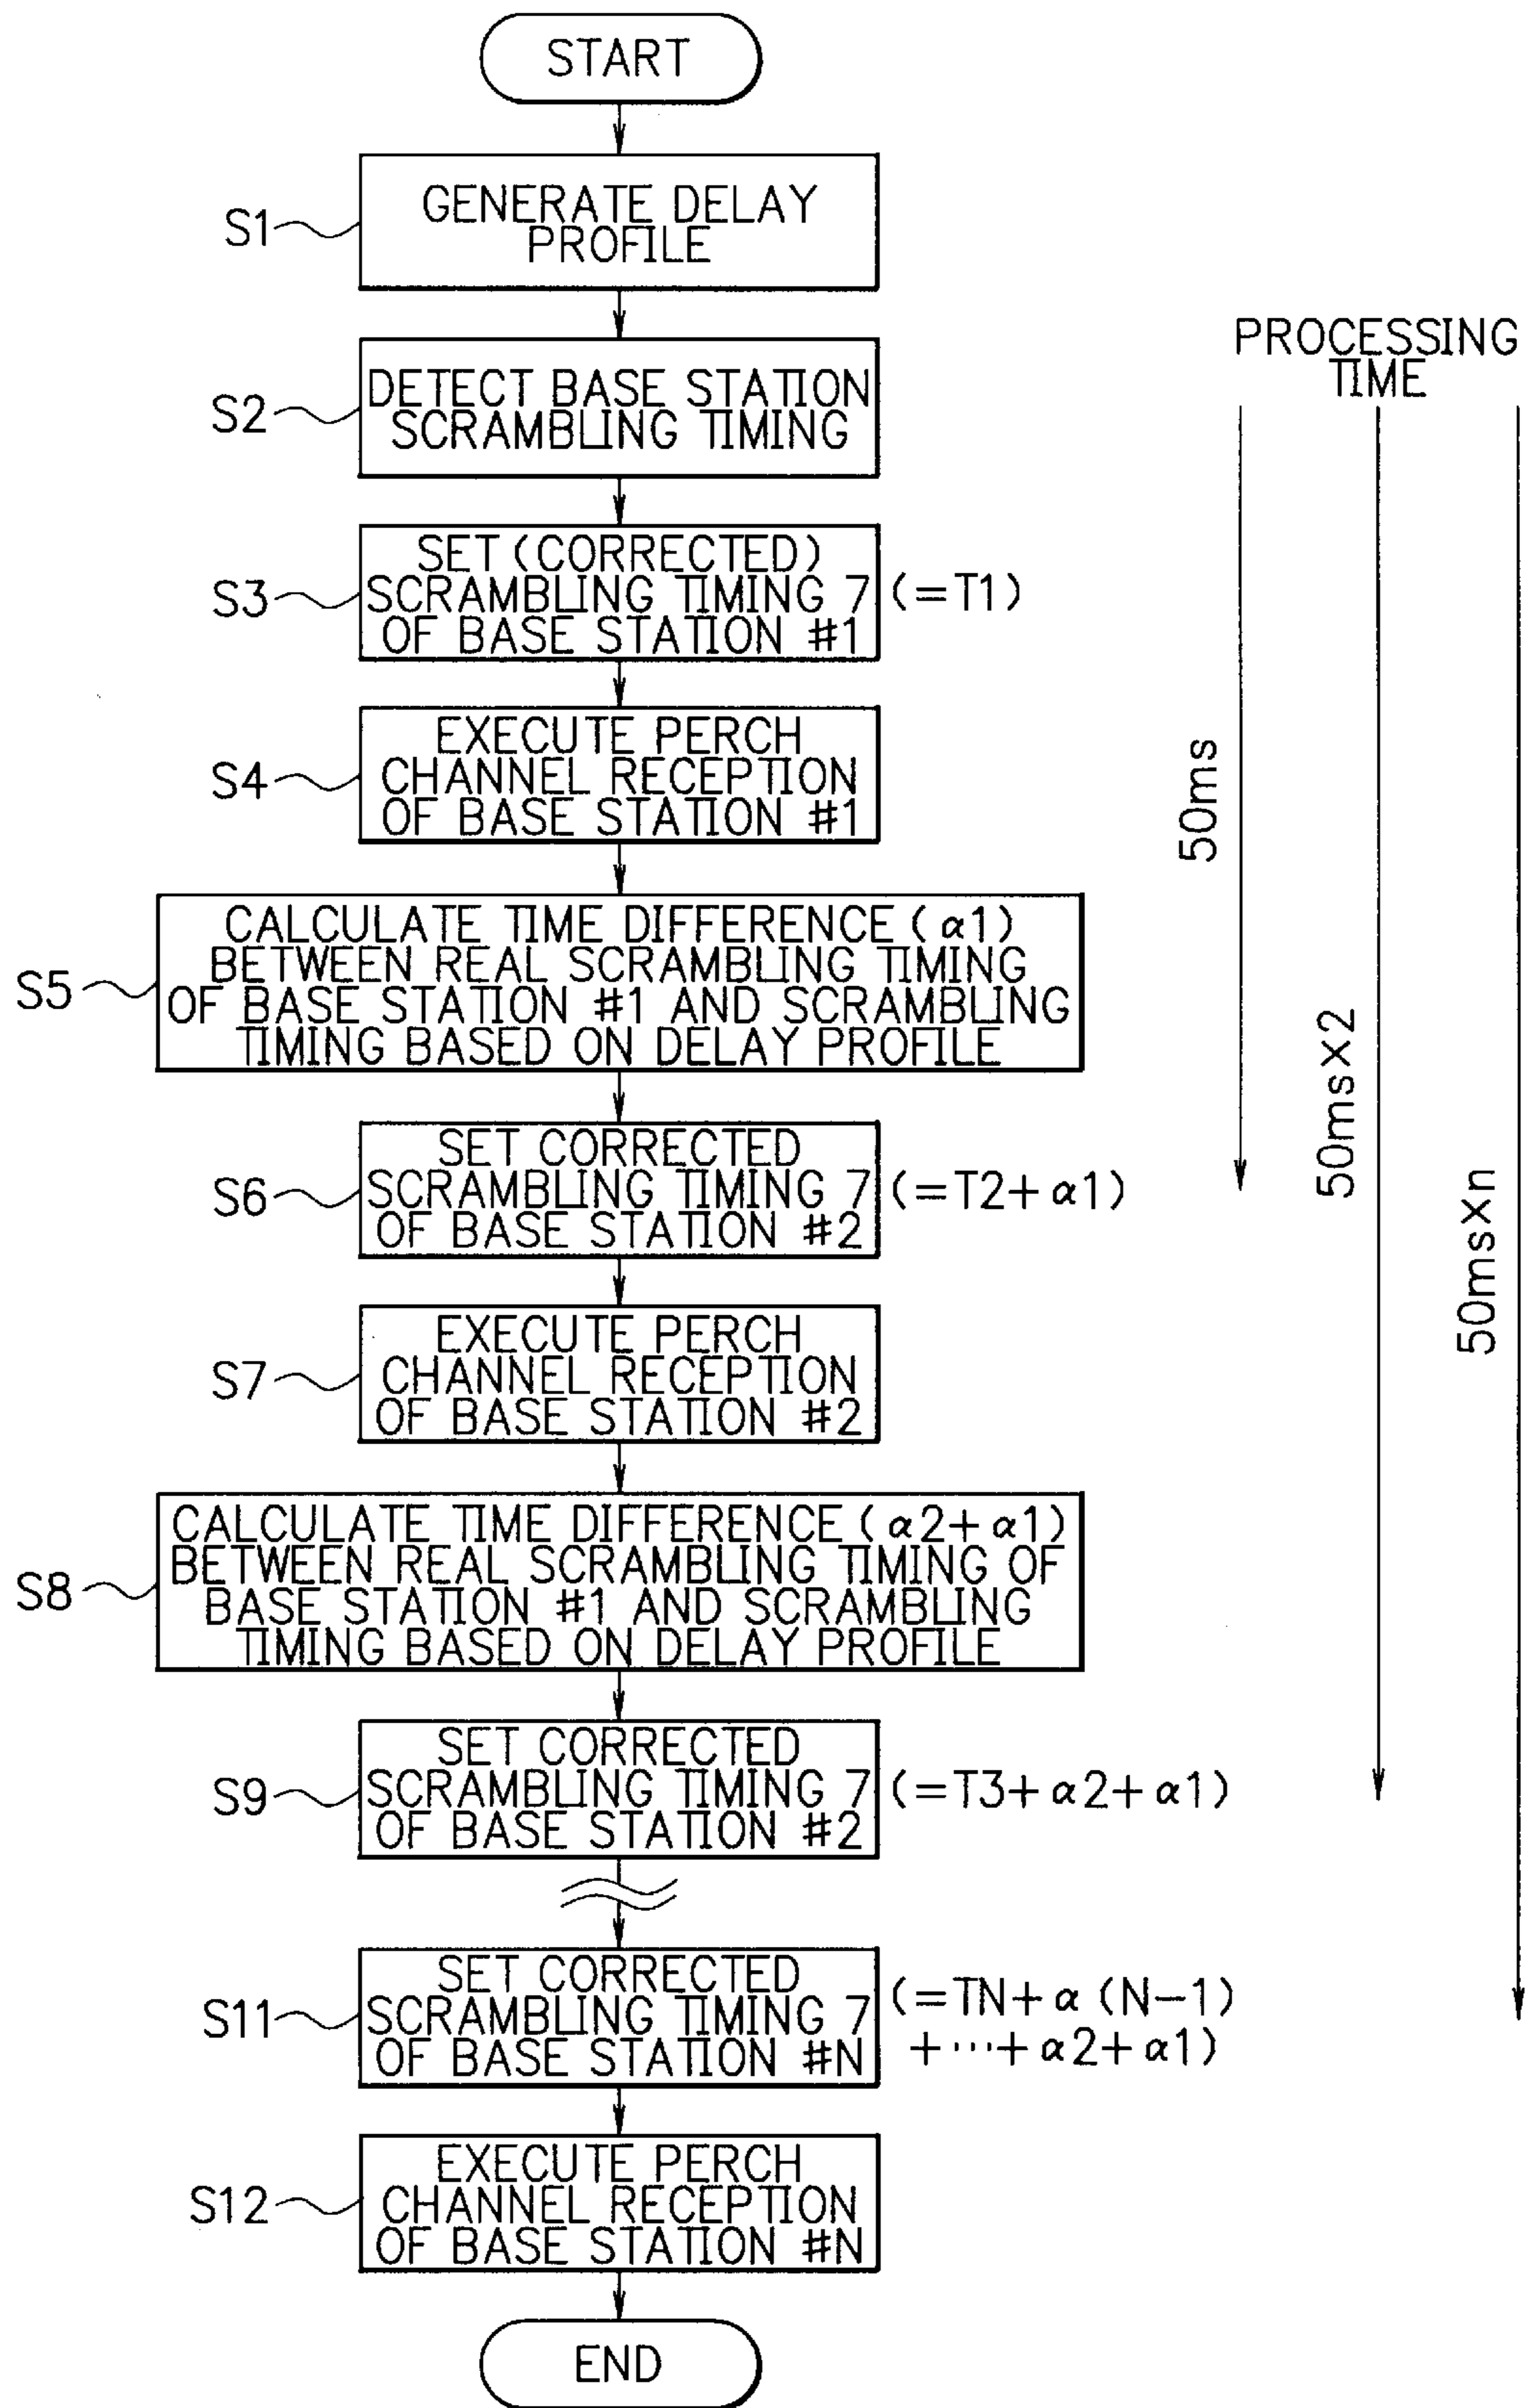 START
S1
GENERATE DELAY
PROFILE
PROCESSING
TIME
S2
DETECT BASE STATION
SCRAMBLING TIMING
S3
SET (CORRECTED)
SCRAMBLING TIMING 7
OF BASE STATION #1
(=T1)
S4
EXECUTE PERCH
CHANNEL RECEPTION
OF BASE STATION #1
50ms
S5
CALCULATE TIME DIFFERENCE (α1)
BETWEEN REAL SCRAMBLING TIMING
OF BASE STATION #1 AND SCRAMBLING
TIMING BASED ON DELAY PROFILE
50ms×2
S6
SET CORRECTED
SCRAMBLING TIMING 7
OF BASE STATION #2
(=T2+α1)
50ms×n
S7
EXECUTE PERCH
CHANNEL RECEPTION
OF BASE STATION #2
S8
CALCULATE TIME DIFFERENCE (α2+α1)
BETWEEN REAL SCRAMBLING TIMING OF
BASE STATION #1 AND SCRAMBLING
TIMING BASED ON DELAY PROFILE
S9
SET CORRECTED
SCRAMBLING TIMING 7
OF BASE STATION #2
(=T3+α2+α1)
S11
SET CORRECTED
SCRAMBLING TIMING 7
OF BASE STATION #N
(=TN+α (N-1)
+···+α2+α1)
S12
EXECUTE PERCH
CHANNEL RECEPTION
OF BASE STATION #N
END